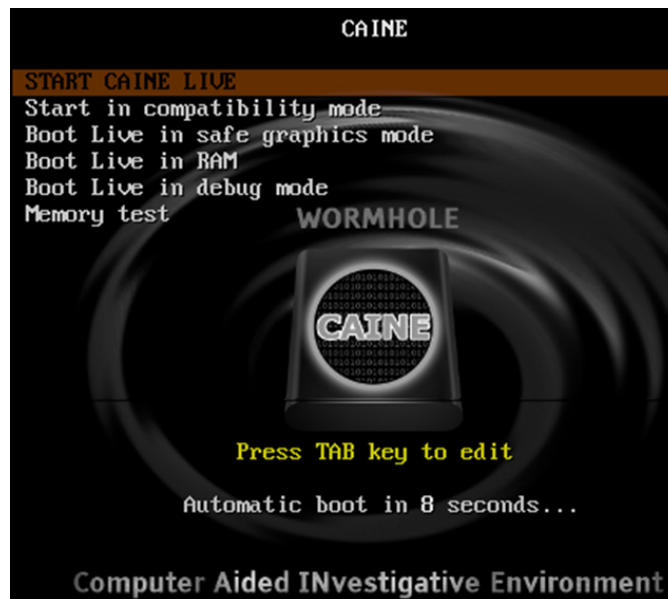 CAINE
START CAINE LIVE
Start in compatibility mode
Boot Live in safe graphics mode
Boot Live in RAM
Boot Live in debug mode
Memory test
WORMHOLE
CAINE
Press TAB key to edit
Automatic boot in 8 seconds...
Computer Aided INvestigative Environment